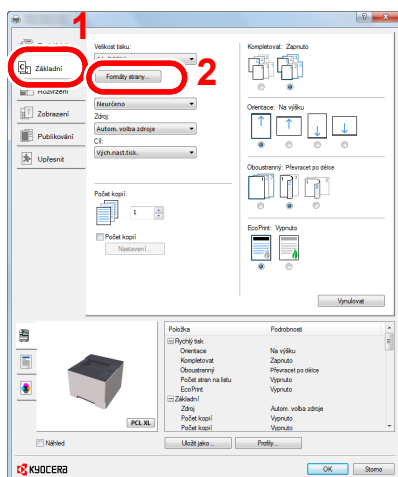 1
2
Velikost tisku:
Základní
Formáty strany...
Rozvržení
Neurčeno
Zobrazení
Zdroj:
Autom. volba zdroje
Publikování
Cíl:
Vých.nast.tisk.
Upřesnit
Počet kopií:
1
Počet kopií
Nastavení...
Kompletovat: Zapnuto
Orientace: Na výšku
Oboustranný: Převracet po délce
EcoPrint: Vypnuto
Vynulovat
Položka Podrobnosti
Rychlý tisk
Orientace Na výšku
Kompletovat Zapnuto
Oboustranný Převracet po délce
Počet stran na listu Vypnuto
EcoPrint Vypnuto
Základní
Zdroj Autom. volba zdroje
Počet kopií Vypnuto
Počet kopií Vypnuto
PCL XL
Náhled
Uložit jako...
Profily...
KYOCERA
OK
Storno